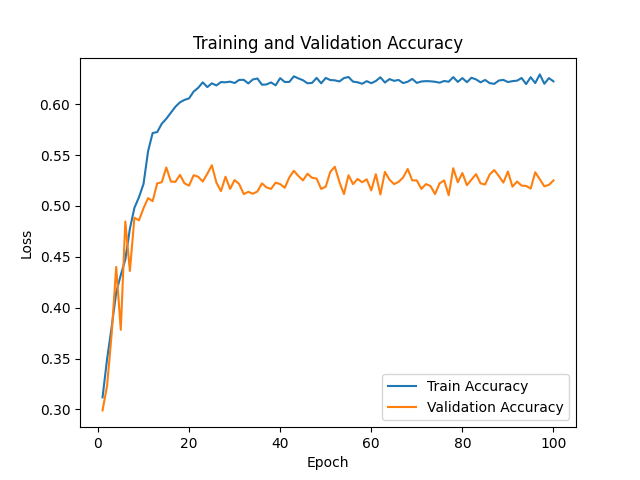 Training and Validation Accuracy
0.60
0.55
0.50
0.45
0.40
0.35
0.30
Loss
0
20
40
60
80
100
Epoch
Train Accuracy
Validation Accuracy